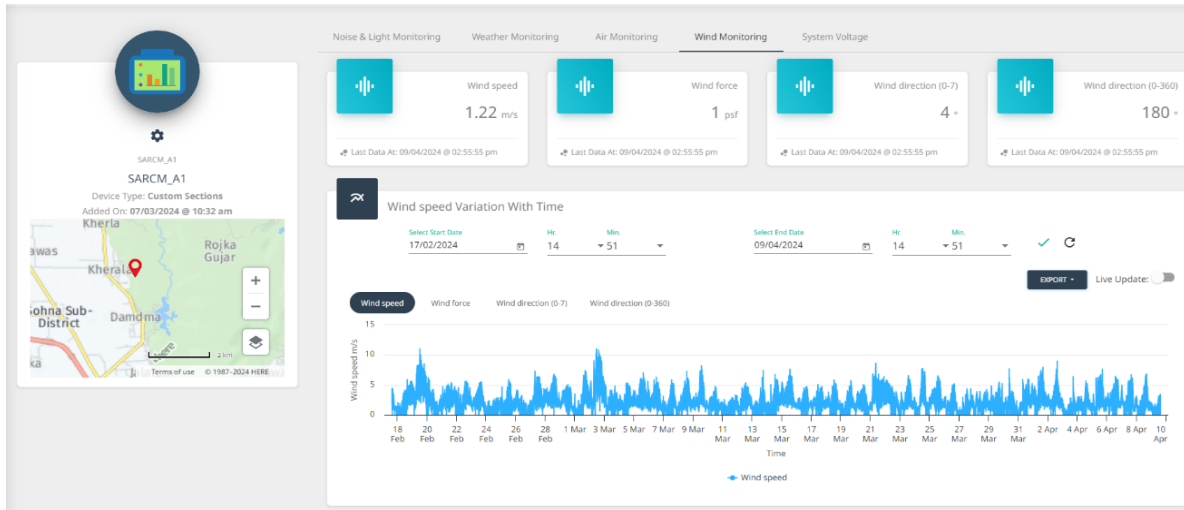 Noise & Light Monitoring Weather Monitoring Air Monitoring Wind Monitoring System Voltage
SARCM_A1
SARCM_A1
Device Type: Custom Sections
Added On: 07/03/2024 @ 10:32 am
Kherla
Rojka
Gujar
Kherala
Sohna Sub-
District
Damdma
2 km
Terms of use © 1987-2024 HERE
Wind speed
1.22 m/s
Last Data At: 09/04/2024 @ 02:55:55 pm
Wind force
1 psf
Last Data At: 09/04/2024 @ 02:55:55 pm
Wind direction (0-7)
4 °
Last Data At: 09/04/2024 @ 02:55:55 pm
Wind direction (0-360)
180 °
Last Data At: 09/04/2024 @ 02:55:55 pm
Wind speed Variation With Time
Select Start Date Hr. Min. Select End Date Hr. Min.
17/02/2024 14 51 09/04/2024 14 51
EXPORT Live Update:
Wind speed Wind force Wind direction (0-7) Wind direction (0-360)
Wind speed m/s
15
10
5
0
18 Feb 20 Feb 22 Feb 24 Feb 26 Feb 28 Feb 1 Mar 3 Mar 5 Mar 7 Mar 9 Mar 11 Mar 13 Mar 15 Mar 17 Mar 19 Mar 21 Mar 23 Mar 25 Mar 27 Mar 29 Mar 31 Mar 2 Apr 4 Apr 6 Apr 8 Apr 10 Apr
Time
Wind speed